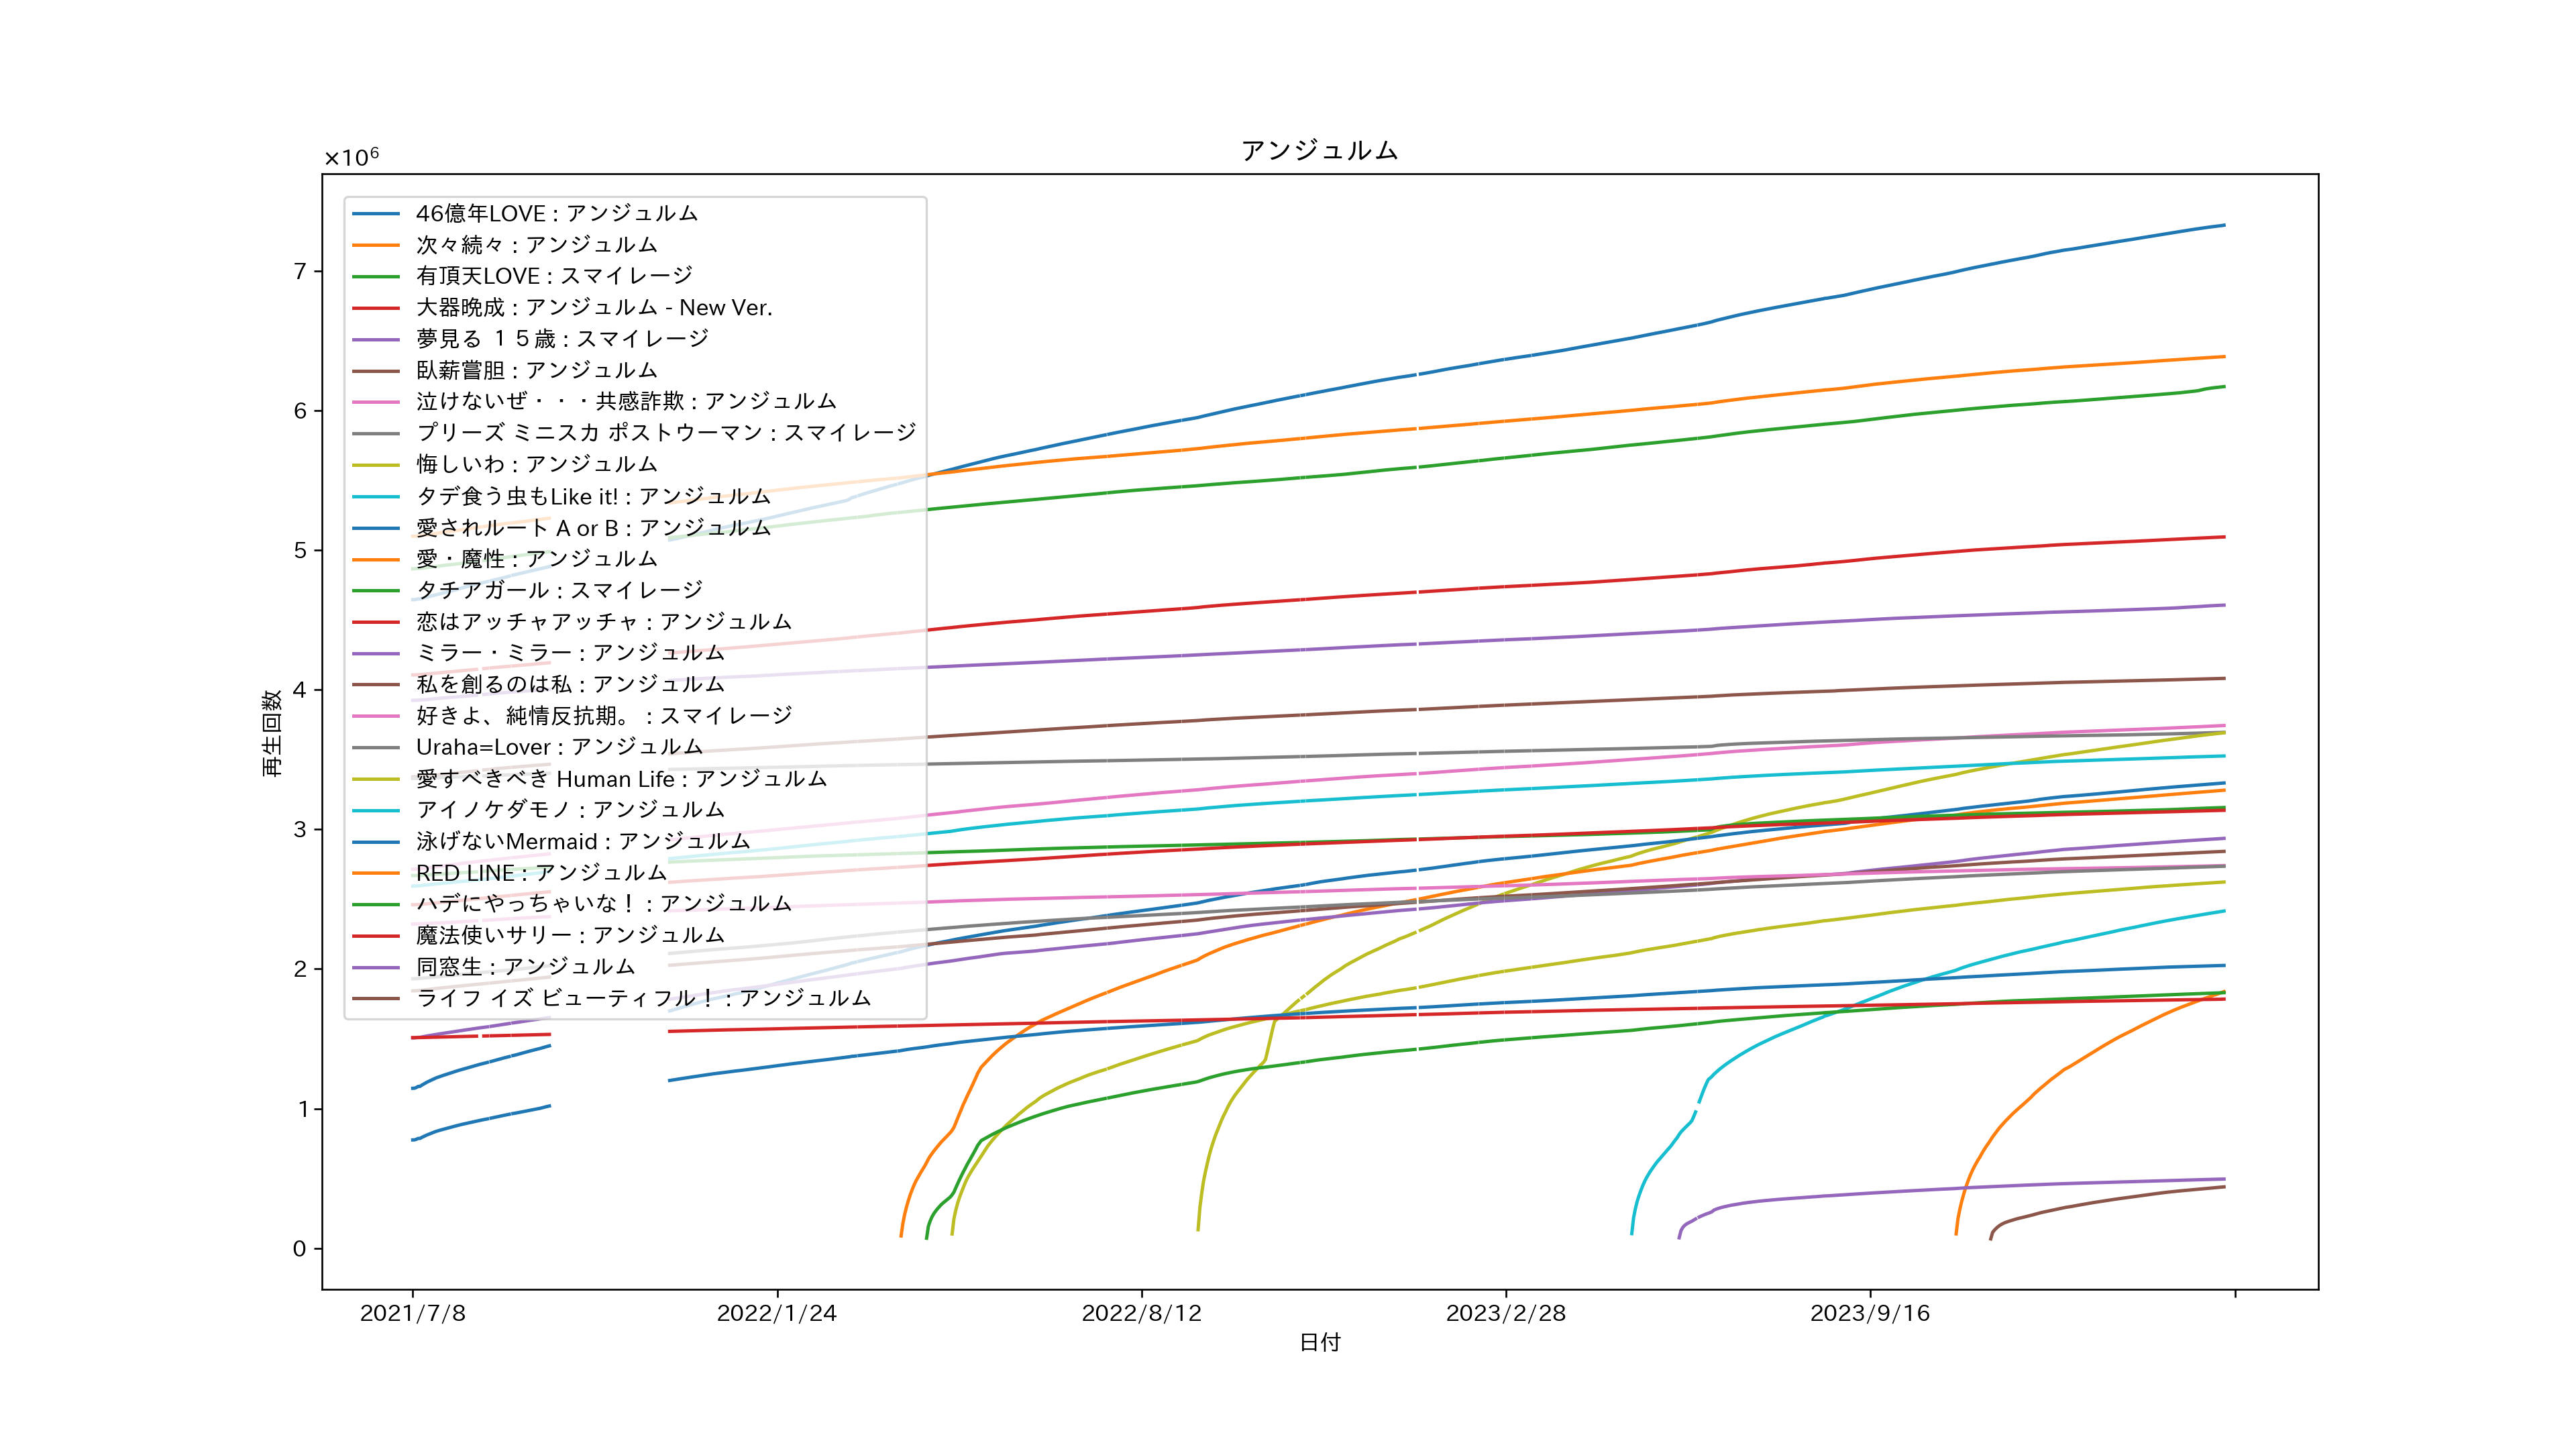 アンジュルム
×10⁶
46億年LOVE : アンジュルム
次々続々 : アンジュルム
有頂天LOVE : スマイレージ
大器晩成 : アンジュルム - New Ver.
夢見る １５歳 : スマイレージ
臥薪嘗胆 : アンジュルム
泣けないぜ・・・共感詐欺 : アンジュルム
プリーズ ミニスカ ポストウーマン : スマイレージ
悔しいわ : アンジュルム
タデ食う虫もLike it! : アンジュルム
愛されルート A or B : アンジュルム
愛・魔性 : アンジュルム
タチアガール : スマイレージ
恋はアッチャアッチャ : アンジュルム
ミラー・ミラー : アンジュルム
私を創るのは私 : アンジュルム
好きよ、純情反抗期。 : スマイレージ
Uraha=Lover : アンジュルム
愛すべきべき Human Life : アンジュルム
アイノケダモノ : アンジュルム
泳げないMermaid : アンジュルム
RED LINE : アンジュルム
ハデにやっちゃいな！ : アンジュルム
魔法使いサリー : アンジュルム
同窓生 : アンジュルム
ライフ イズ ビューティフル！ : アンジュルム
7
6
5
4
3
2
1
0
再生回数
2021/7/8
2022/1/24
2022/8/12
2023/2/28
2023/9/16
日付